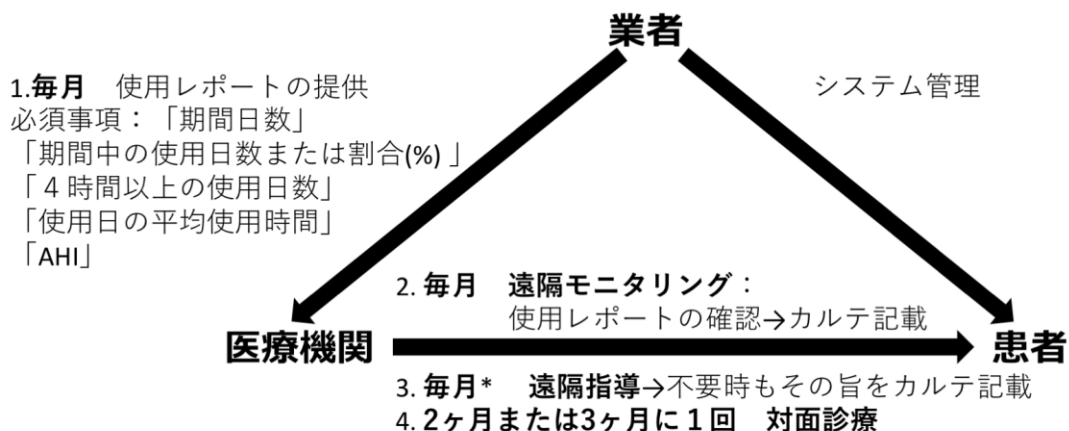 業者
1.毎月　使用レポートの提供
必須事項：「期間日数」
「期間中の使用日数または割合(%) 」
「４時間以上の使用日数」
「使用日の平均使用時間」
「AHI」
システム管理
2. 毎月　遠隔モニタリング：
使用レポートの確認→カルテ記載
医療機関
患者
3. 毎月*　遠隔指導→不要時もその旨をカルテ記載
4. 2ヶ月または3ヶ月に１回　対面診療